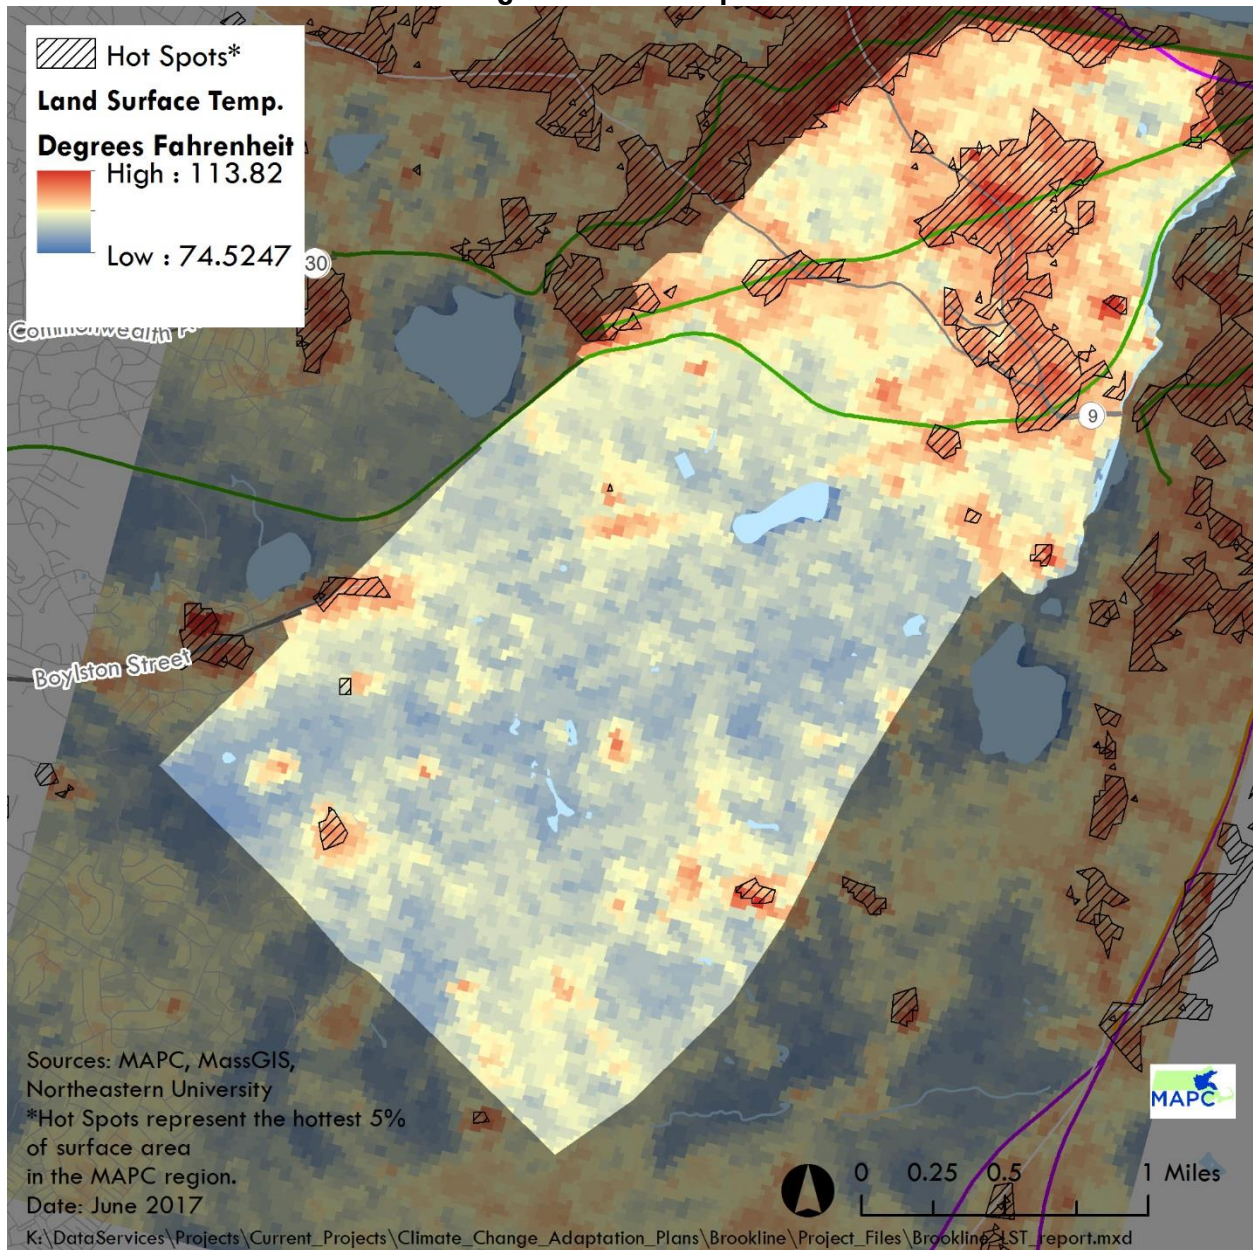 Hot Spots*
Land Surface Temp.
Degrees Fahrenheit
High : 113.82
Low : 74.5247
30
9
Boylston Street
Sources: MAPC, MassGIS,
Northeastern University
*Hot Spots represent the hottest 5%
of surface area
in the MAPC region.
Date: June 2017
MAPC
0 0.25 0.5 1 Miles
K:\DataServices\Projects\Current_Projects\Climate_Change_Adaptation_Plans\Brookline\Project_Files\Brookline_LST_report.mxd